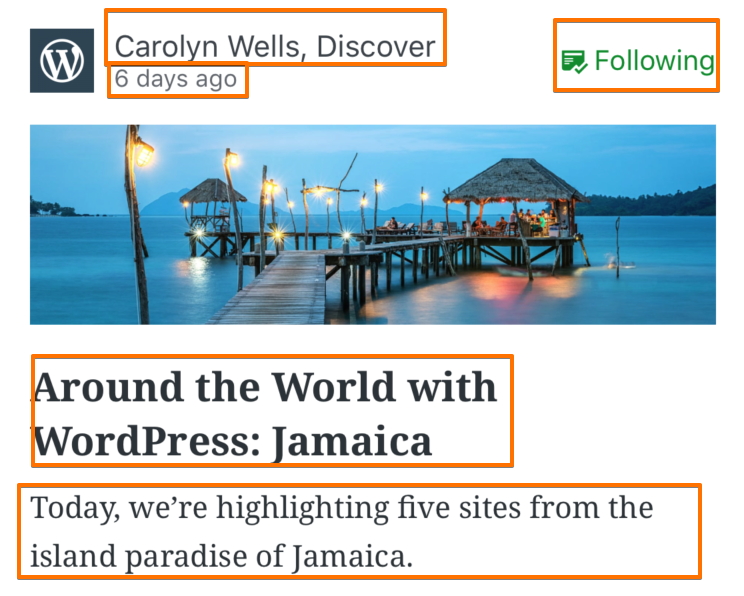 Carolyn Wells, Discover
6 days ago
Following
Around the World with
WordPress: Jamaica
Today, we’re highlighting five sites from the
island paradise of Jamaica.